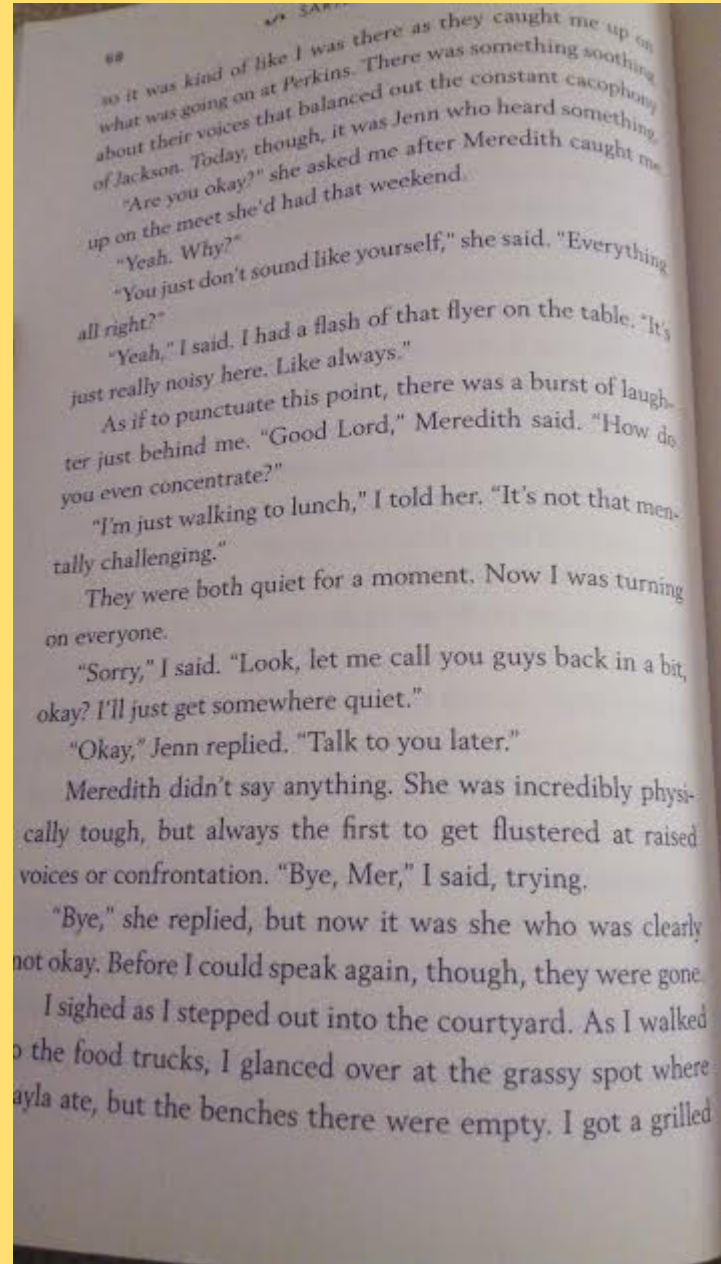 68
so it was kind of like I was there as they caught me up on
what was going on at Perkins. There was something soothing
about their voices that balanced out the constant cacophony
of Jackson. Today, though, it was Jenn who heard something.
"Are you okay?" she asked me after Meredith caught me
up on the meet she'd had that weekend.
"Yeah. Why?"
"You just don't sound like yourself," she said. "Everything
all right?"
"Yeah," I said. I had a flash of that flyer on the table. "It's
just really noisy here. Like always."
As if to punctuate this point, there was a burst of laugh-
ter just behind me. "Good Lord," Meredith said. "How do
you even concentrate?"
"I'm just walking to lunch," I told her. "It's not that men-
tally challenging."
They were both quiet for a moment. Now I was turning
on everyone.
"Sorry," I said. "Look, let me call you guys back in a bit,
okay? I'll just get somewhere quiet."
"Okay," Jenn replied. "Talk to you later."
Meredith didn't say anything. She was incredibly physi-
cally tough, but always the first to get flustered at raised
voices or confrontation. "Bye, Mer," I said, trying.
"Bye," she replied, but now it was she who was clearly
not okay. Before I could speak again, though, they were gone.
I sighed as I stepped out into the courtyard. As I walked
o the food trucks, I glanced over at the grassy spot where
ayla ate, but the benches there were empty. I got a grilled